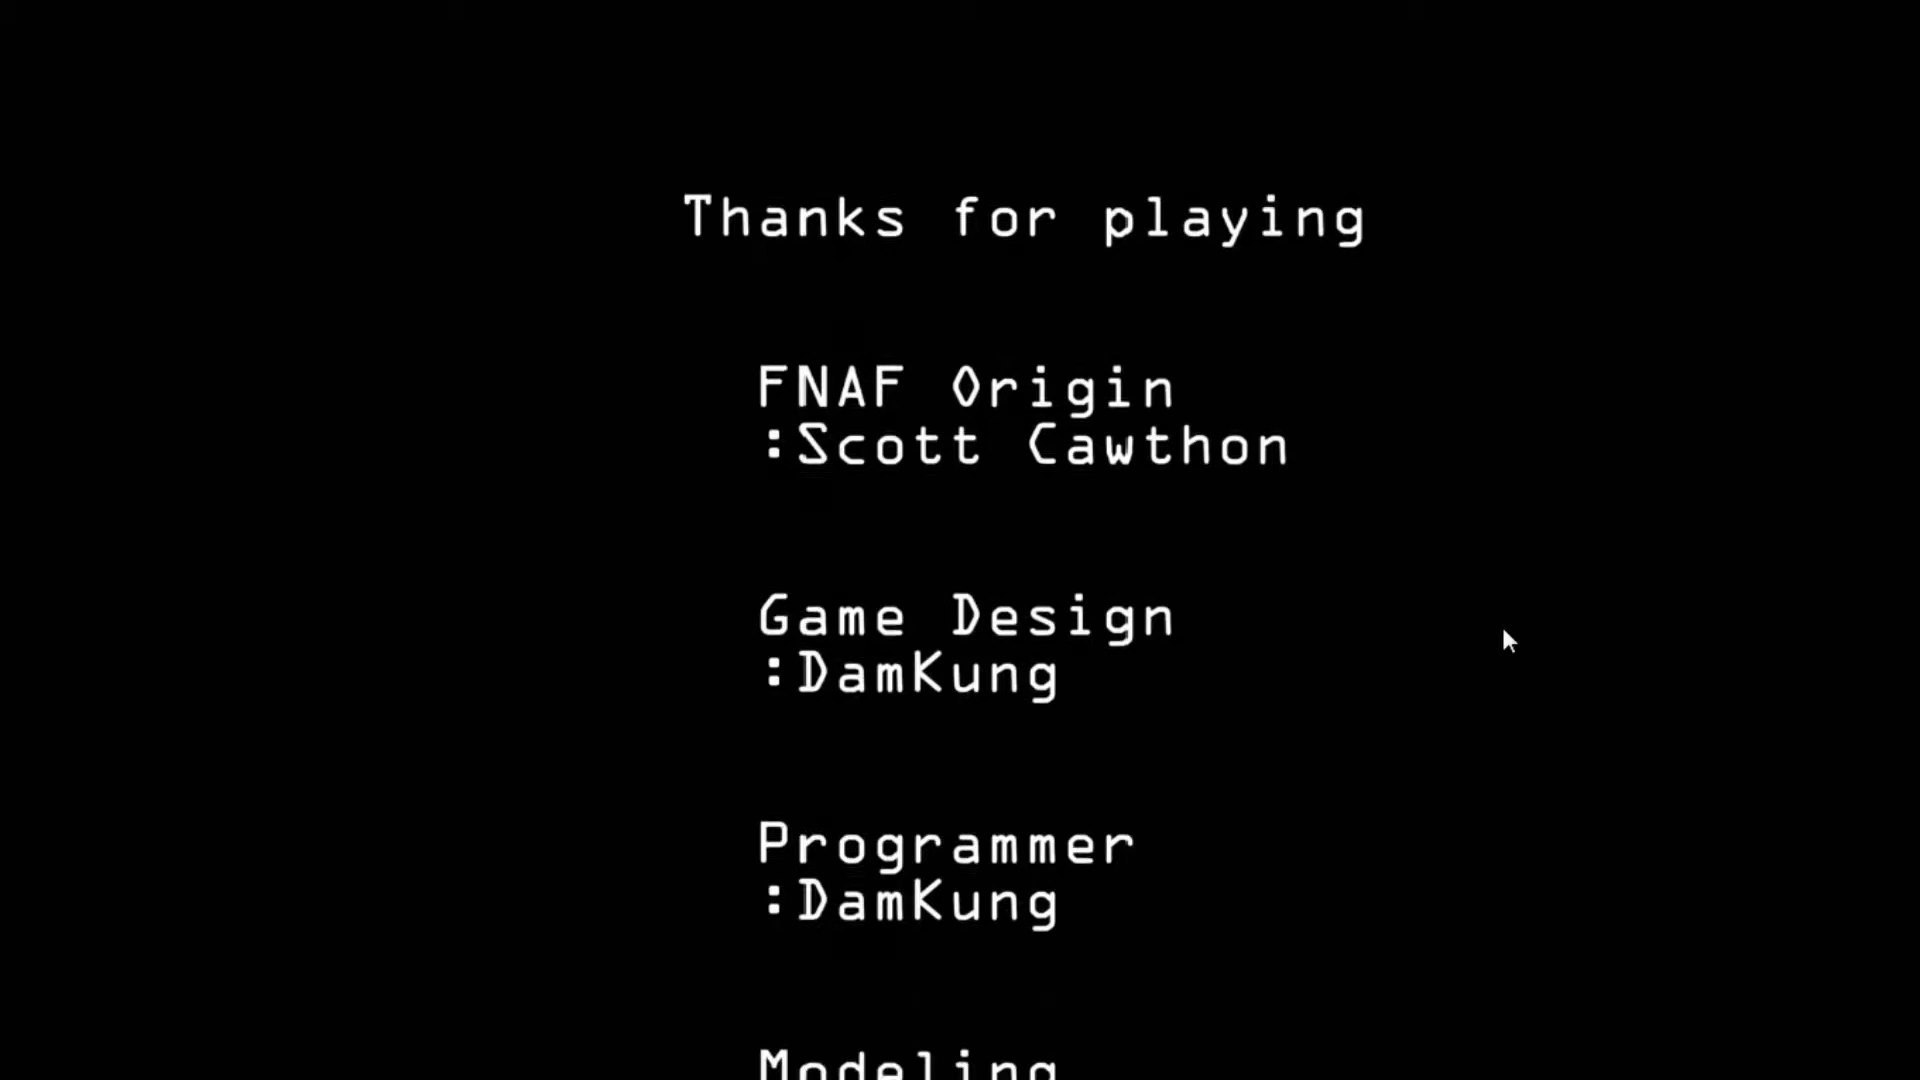 Thanks for playing
FNAF Origin
:Scott Cawthon
Game Design
:DamKung
Programmer
:DamKung
Modeling